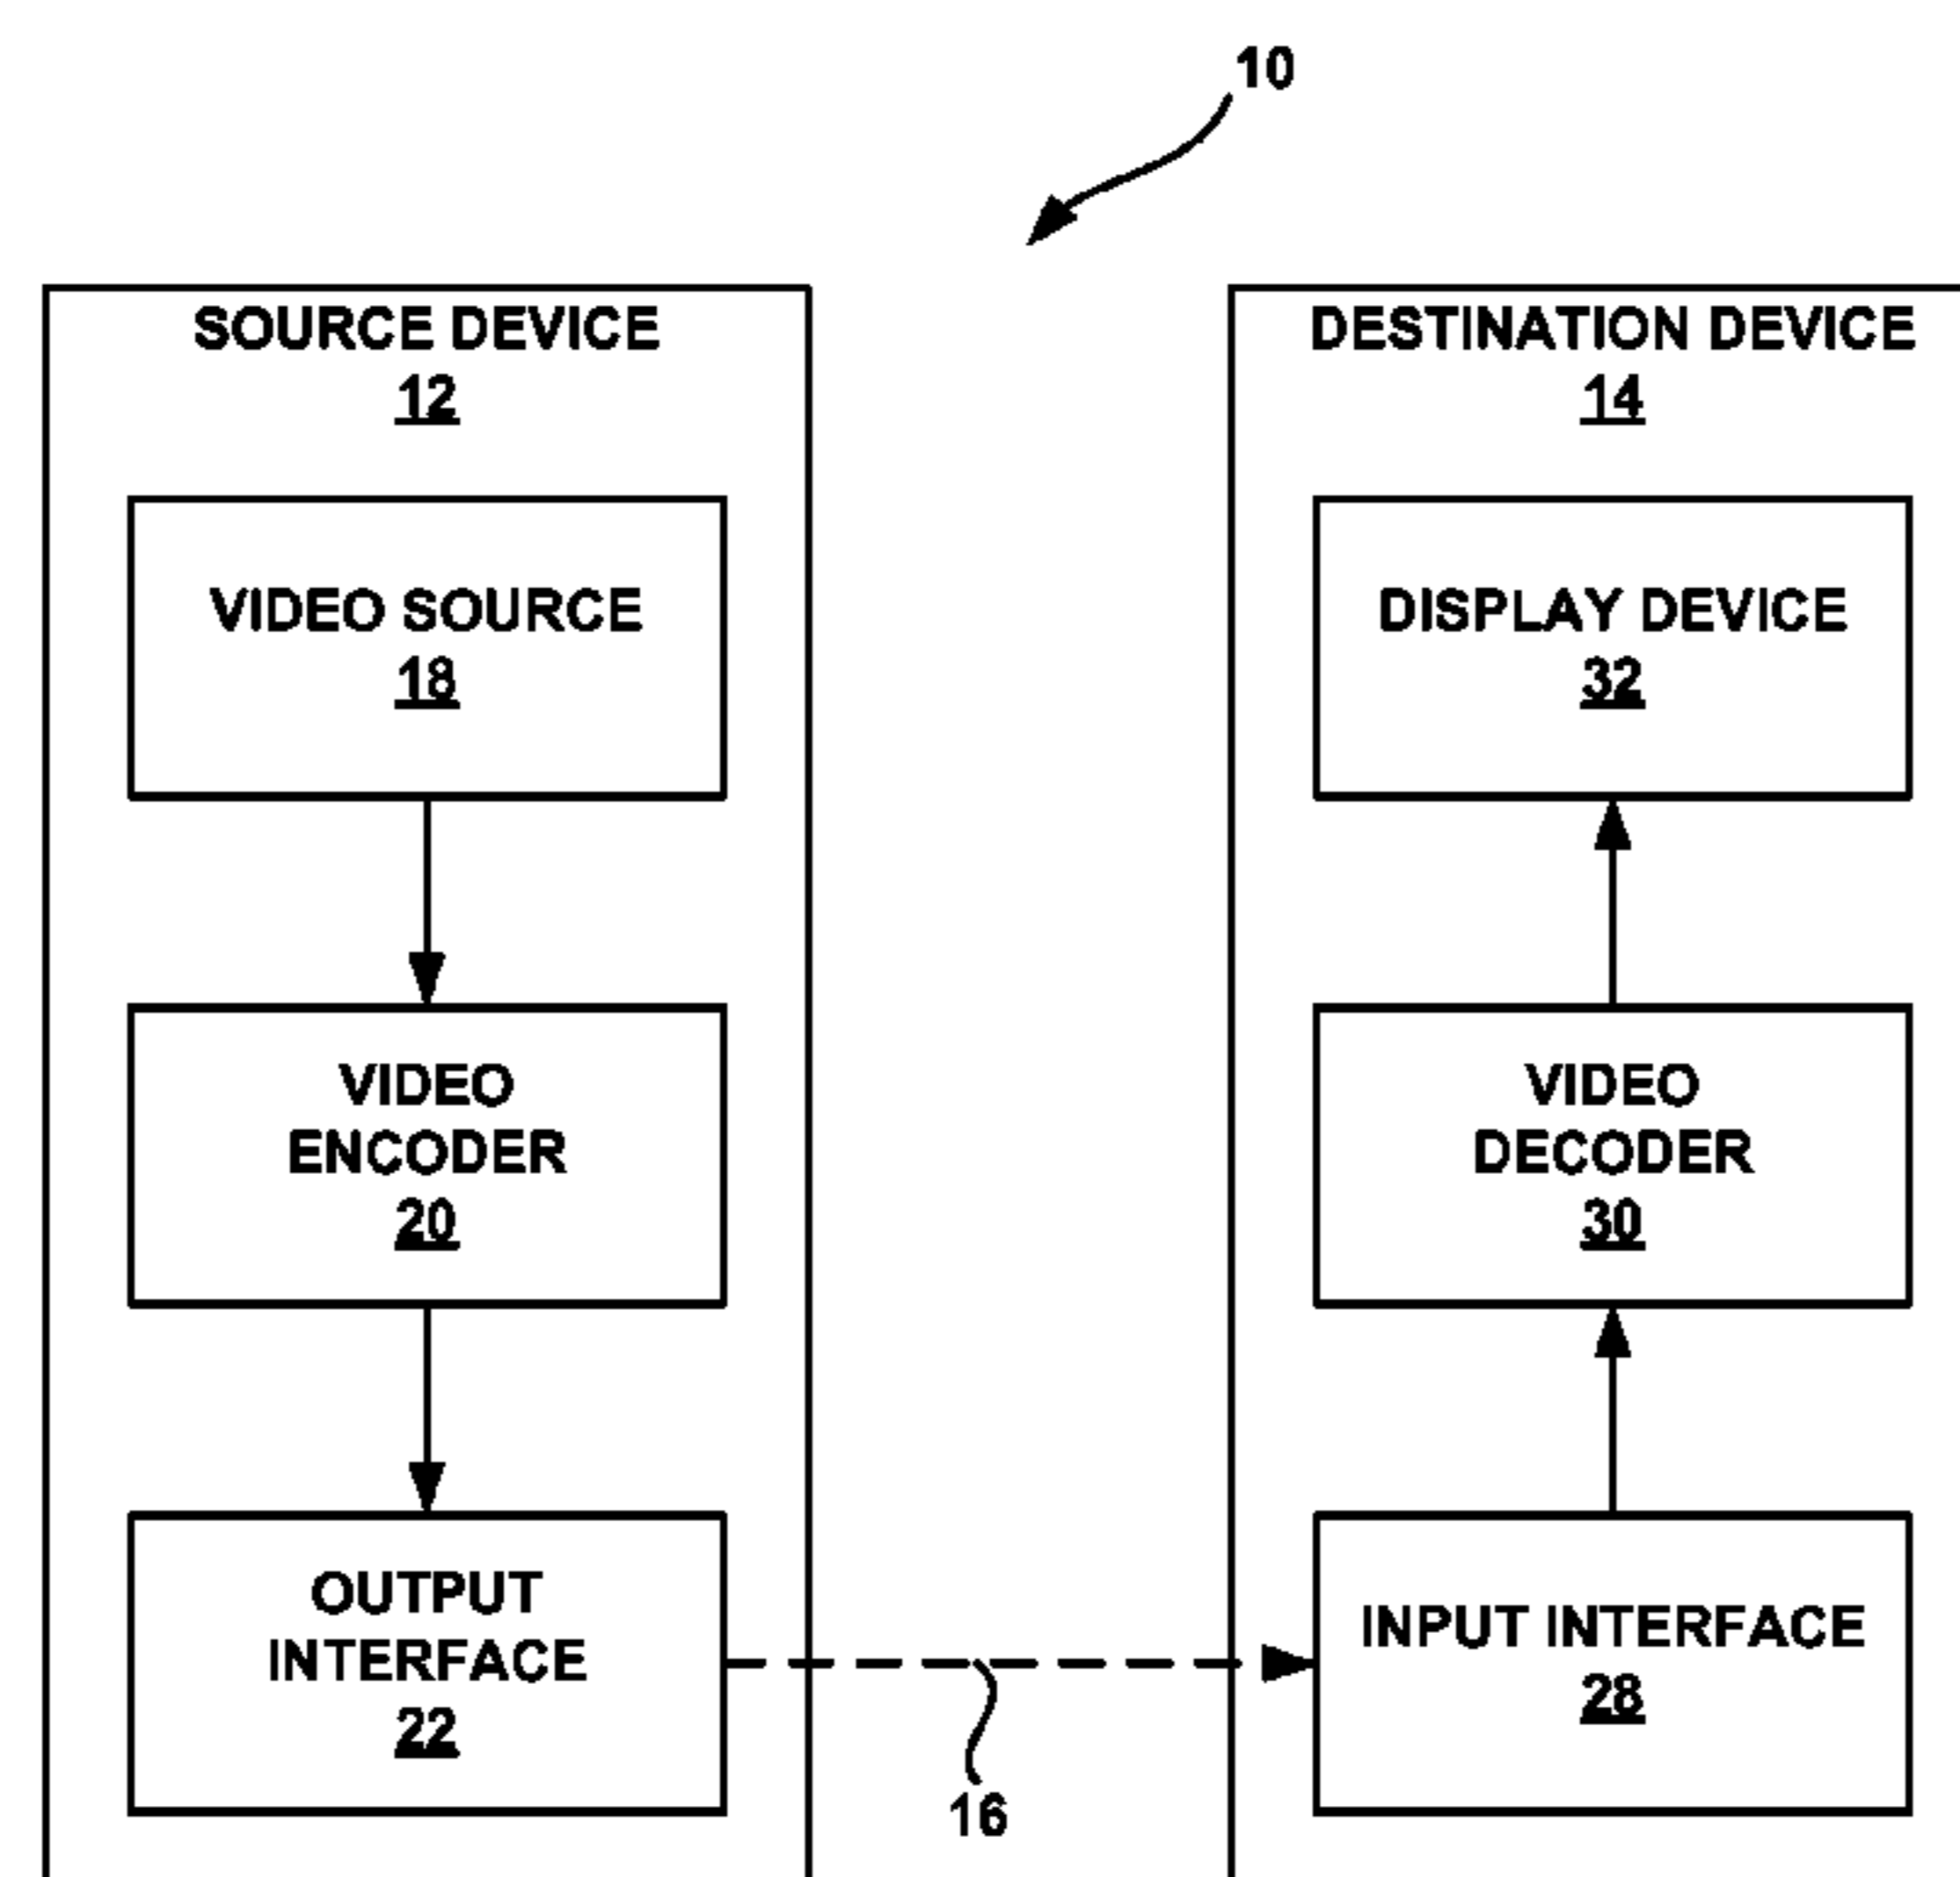 10
SOURCE DEVICE
12
VIDEO SOURCE
18
VIDEO
ENCODER
20
OUTPUT
INTERFACE
22
16
DESTINATION DEVICE
14
DISPLAY DEVICE
32
VIDEO
DECODER
30
INPUT INTERFACE
28